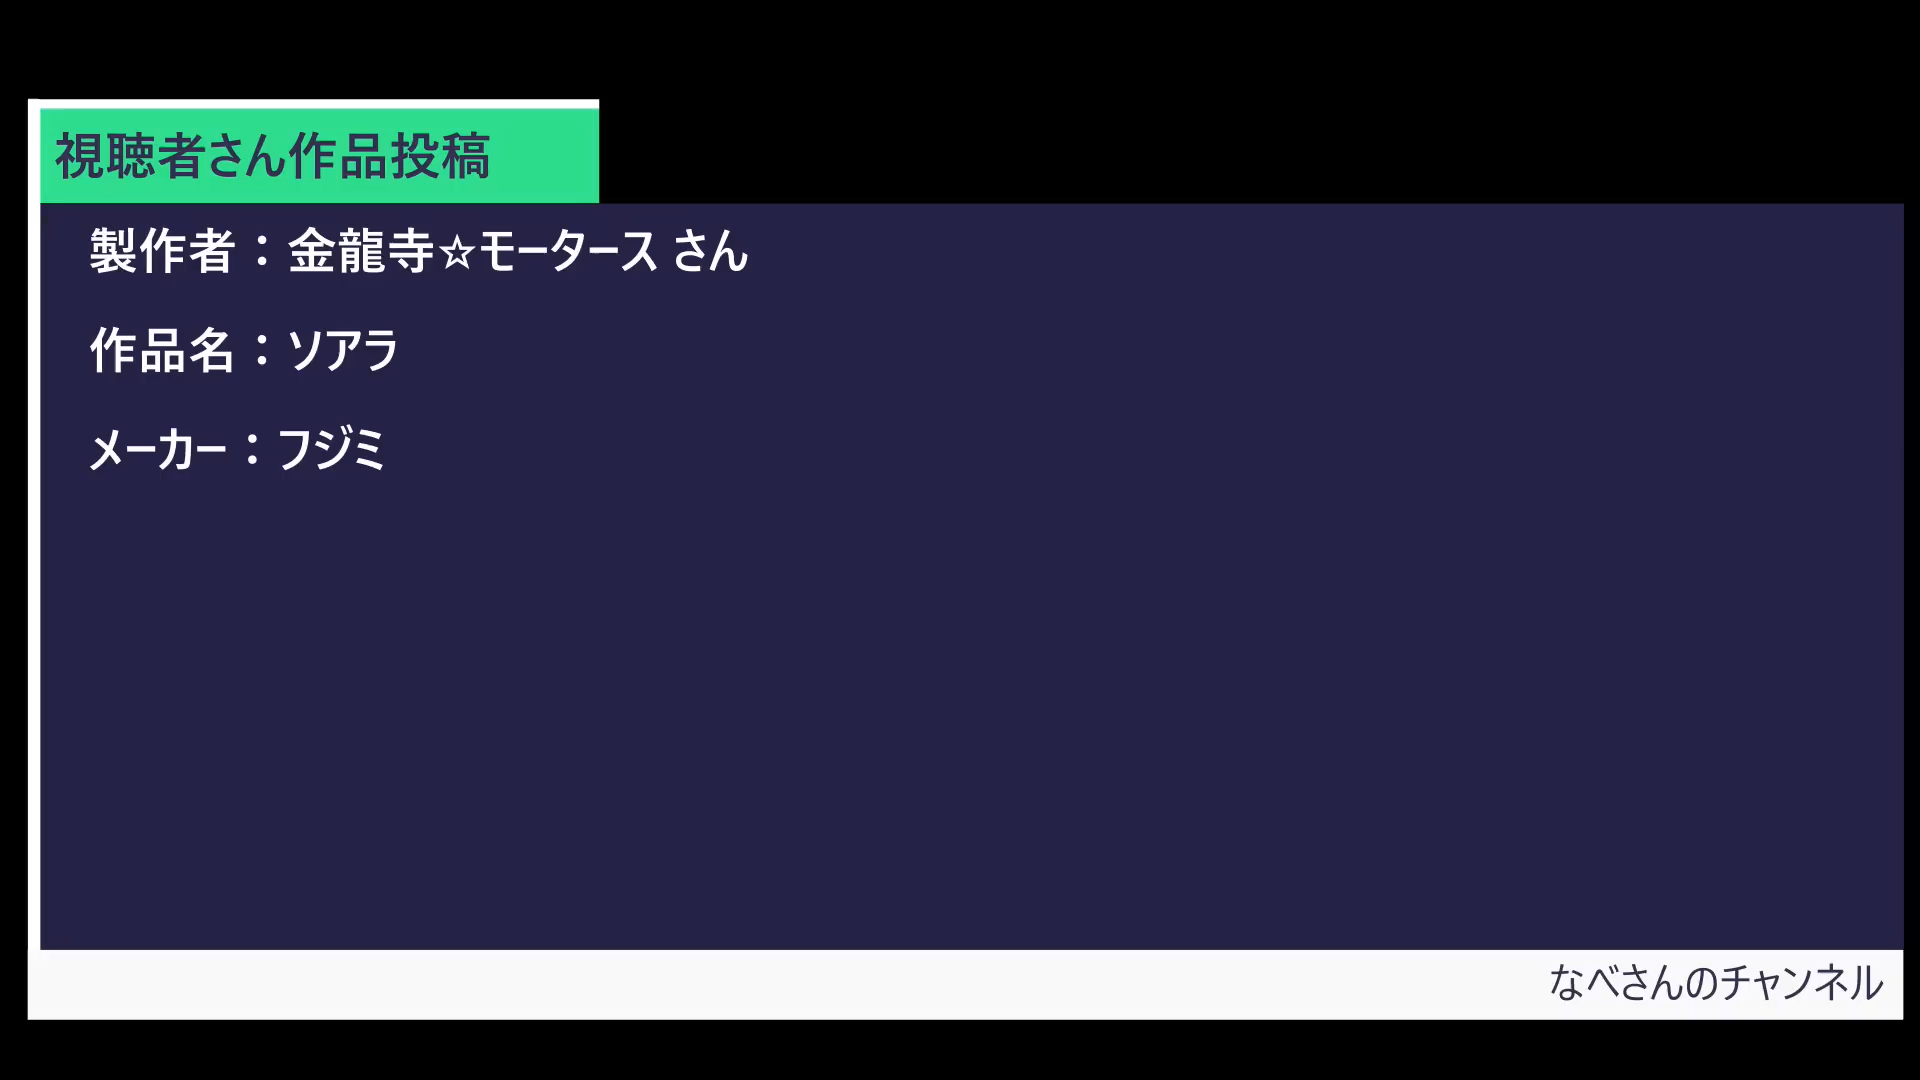 視聴者さん作品投稿
製作者：金龍寺☆モータース さん
作品名：ソアラ
メーカー：フジミ
なべさんのチャンネル